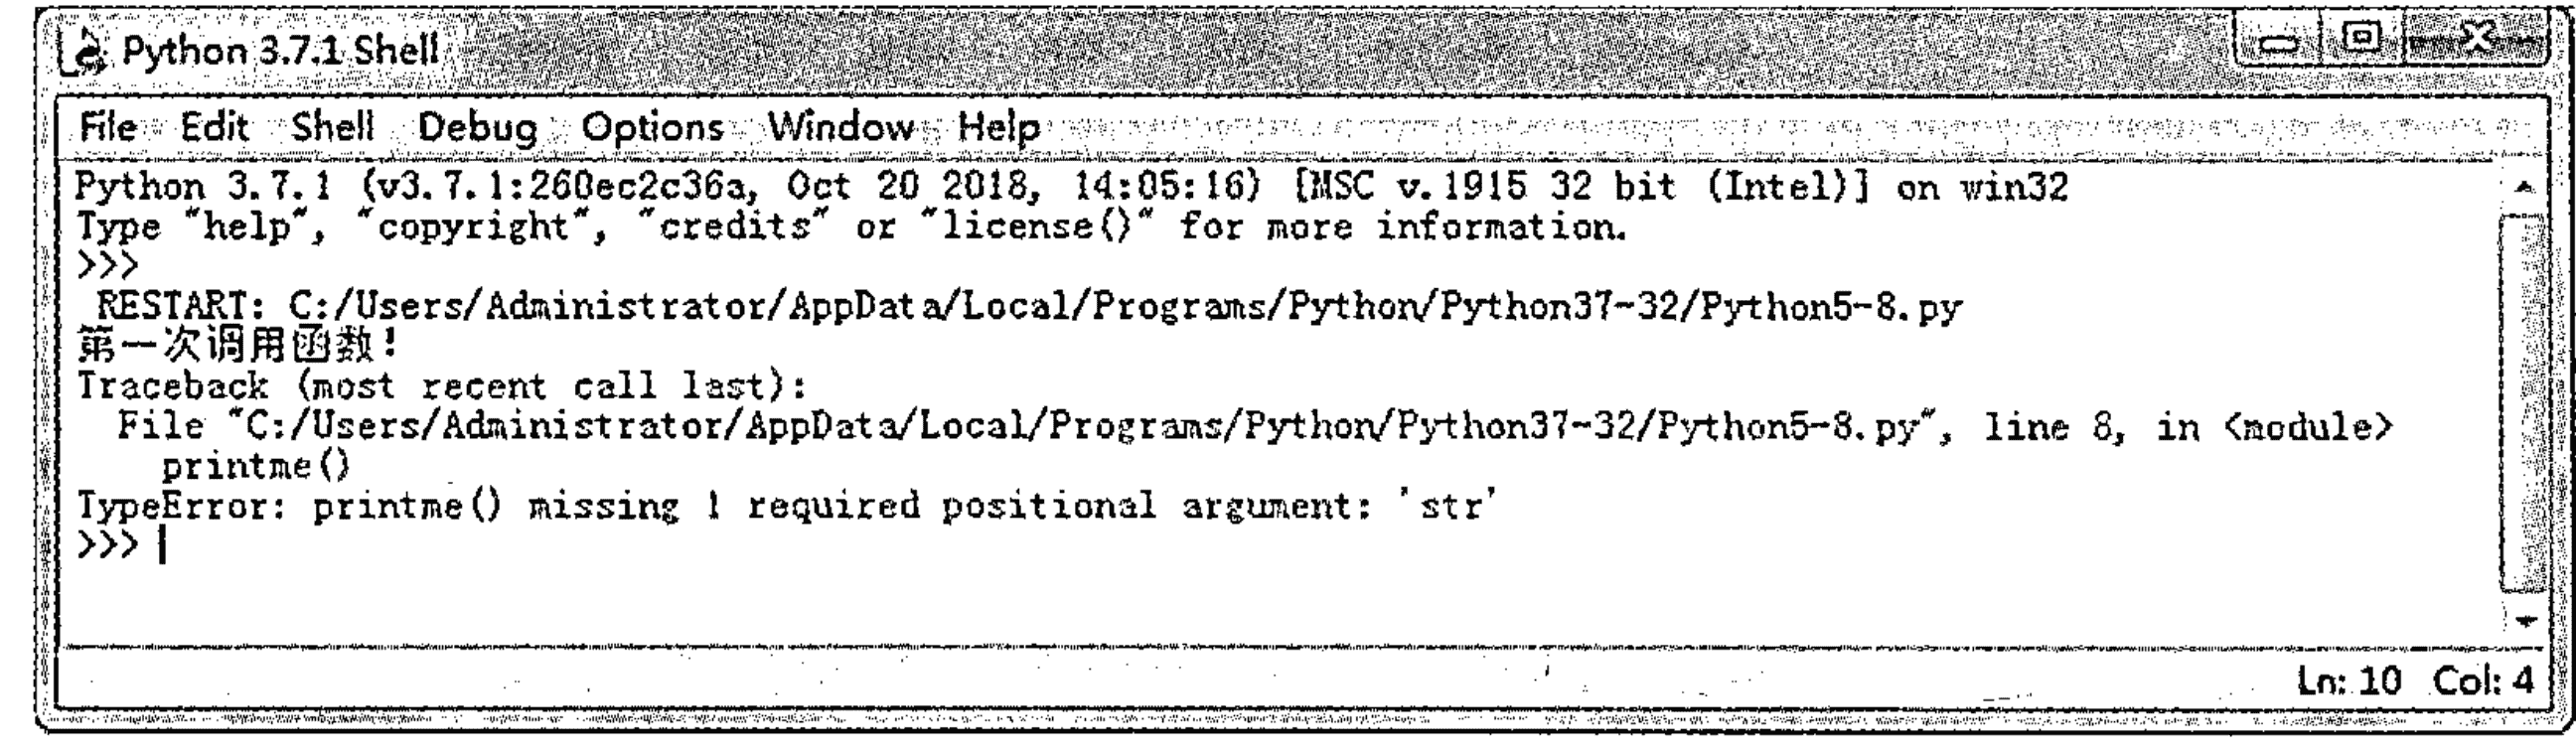 Python 3.7.1 Shell
File Edit Shell Debug Options Window Help
Python 3.7.1 (v3.7.1:260ec2c36a, Oct 20 2018, 14:05:16) [MSC v.1915 32 bit (Intel)] on win32
Type "help", "copyright", "credits" or "license()" for more information.
>>>
RESTART: C:/Users/Administrator/AppData/Local/Programs/Python/Python37-32/Python5-8.py
第一次调用函数!
Traceback (most recent call last):
File "C:/Users/Administrator/AppData/Local/Programs/Python/Python37-32/Python5-8.py", line 8, in <module>
printme()
TypeError: printme() missing 1 required positional argument: 'str'
>>>
Ln: 10 Col: 4